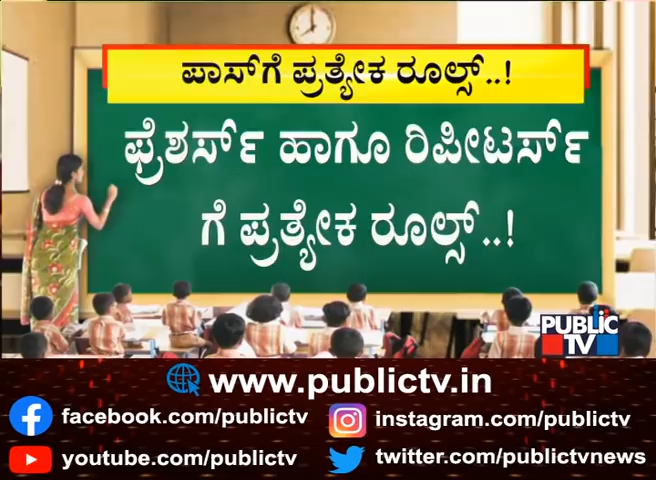 ಪಾಸ್‌ಗೆ ಪ್ರತ್ಯೇಕ ರೂಲ್ಸ್..!
ಫ್ರೆಶರ್ಸ್ ಹಾಗೂ ರಿಪೀಟರ್ಸ್
ಗೆ ಪ್ರತ್ಯೇಕ ರೂಲ್ಸ್..!
PUBLIC
TV
www.publictv.in
facebook.com/publictv
instagram.com/publictv
youtube.com/publictv
twitter.com/publictvnews